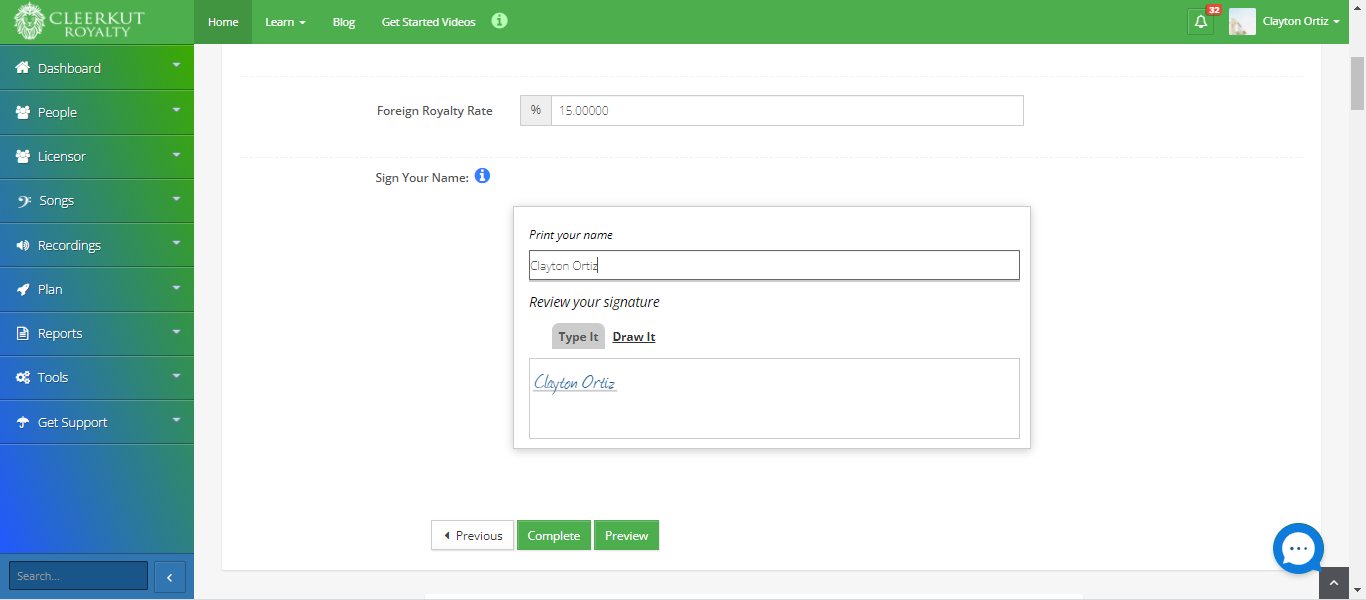 CLEERKUT
ROYALTY
Home
Learn
Blog
Get Started Videos
32
Clayton Ortiz
Dashboard
People
Licensor
Songs
Recordings
Plan
Reports
Tools
Get Support
Search...
Foreign Royalty Rate
%
15.00000
Sign Your Name:
Print your name
Clayton Ortiz
Review your signature
Type It
Draw It
Clayton Ortiz
Previous
Complete
Preview